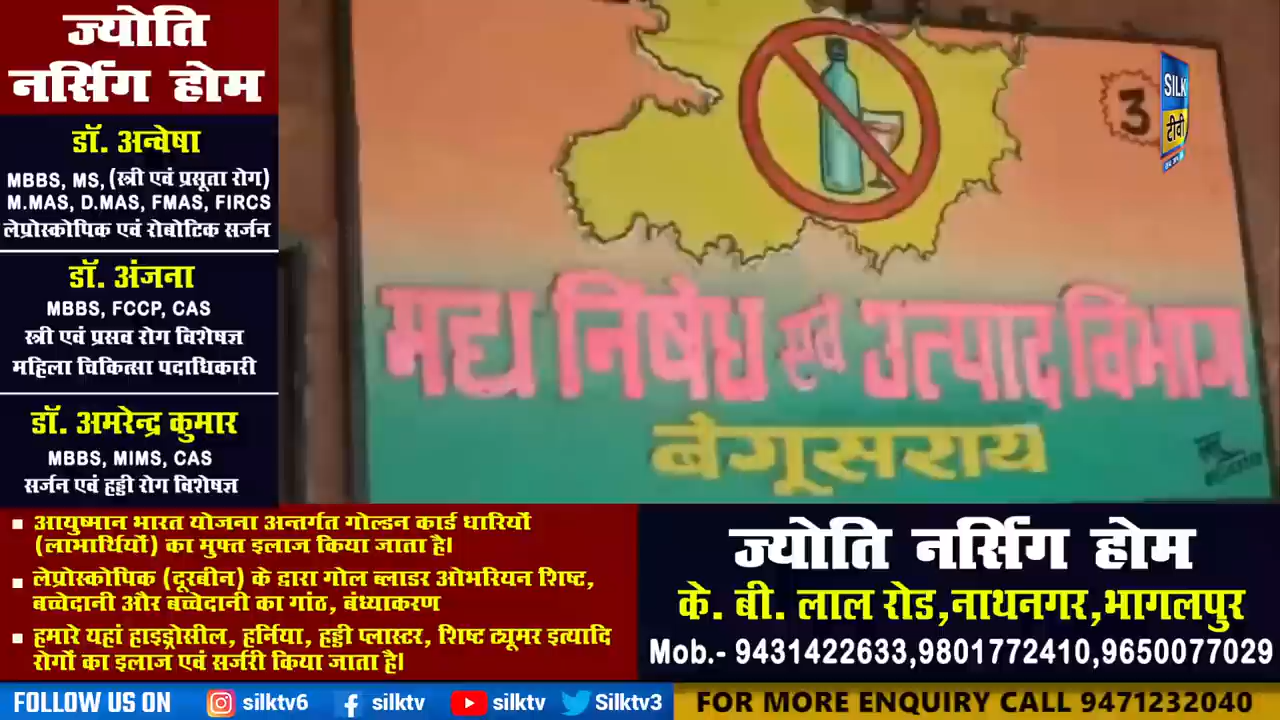 ज्योति
नर्सिग होम
डॉ. अन्वेषा
MBBS, MS, (स्त्री एवं प्रसूता रोग)
M.MAS, D.MAS, FMAS, FIRCS
लेप्रोस्कोपिक एवं रोबोटिक सर्जन
डॉ. अंजना
MBBS, FCCP, CAS
स्त्री एवं प्रसव रोग विशेषज्ञ
महिला चिकित्सा पदाधिकारी
डॉ. अमरेन्द्र कुमार
MBBS, MIMS, CAS
सर्जन एवं हड्डी रोग विशेषज्ञ
3
SILK
टीवी
मद्य निषेध एवं उत्पाद विभाग
बेगूसराय
आयुष्मान भारत योजना अन्तर्गत गोल्डन कार्ड धारियों
(लाभार्थियों) का मुफ्त इलाज किया जाता है।
लेप्रोस्कोपिक (दूरबीन) के द्वारा गोल ब्लाडर ओभरियन शिष्ट,
बच्चेदानी और बच्चेदानी का गांठ, बंध्याकरण
हमारे यहां हाइड्रोसील, हुर्निया, हड्डी प्लास्टर, शिष्ट ट्यूमर इत्यादि
रोगों का इलाज एवं सर्जरी किया जाता है।
ज्योति नर्सिग होम
के. बी. लाल रोड,नाथनगर,भागलपुर
Mob.- 9431422633,9801772410,9650077029
FOLLOW US ON silktv6 silktv silktv Silktv3 FOR MORE ENQUIRY CALL 9471232040